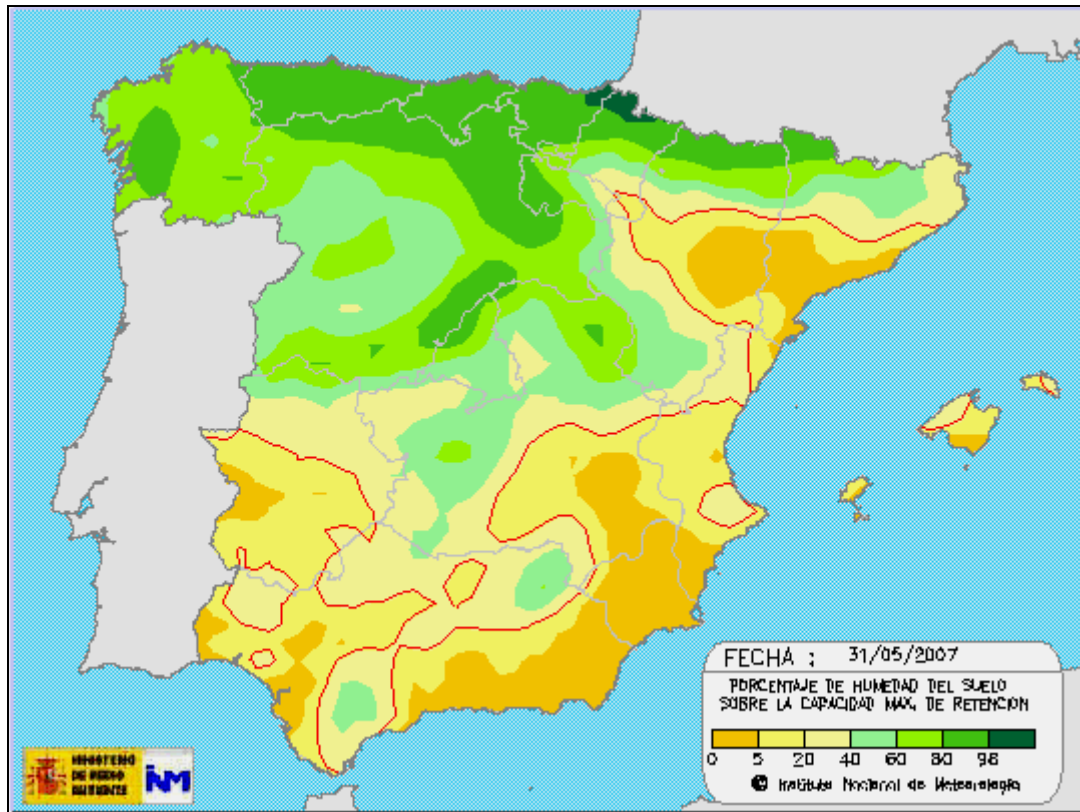 FECHA : 31/05/2007
PORCENTAJE DE HUMEDAD DEL SUELO
SOBRE LA CAPACIDAD MAX. DE RETENCION
0 5 20 40 60 80 98
© Instituto Nacional de Meteorología
MINISTERIO
DE MEDIO
AMBIENTE
INM